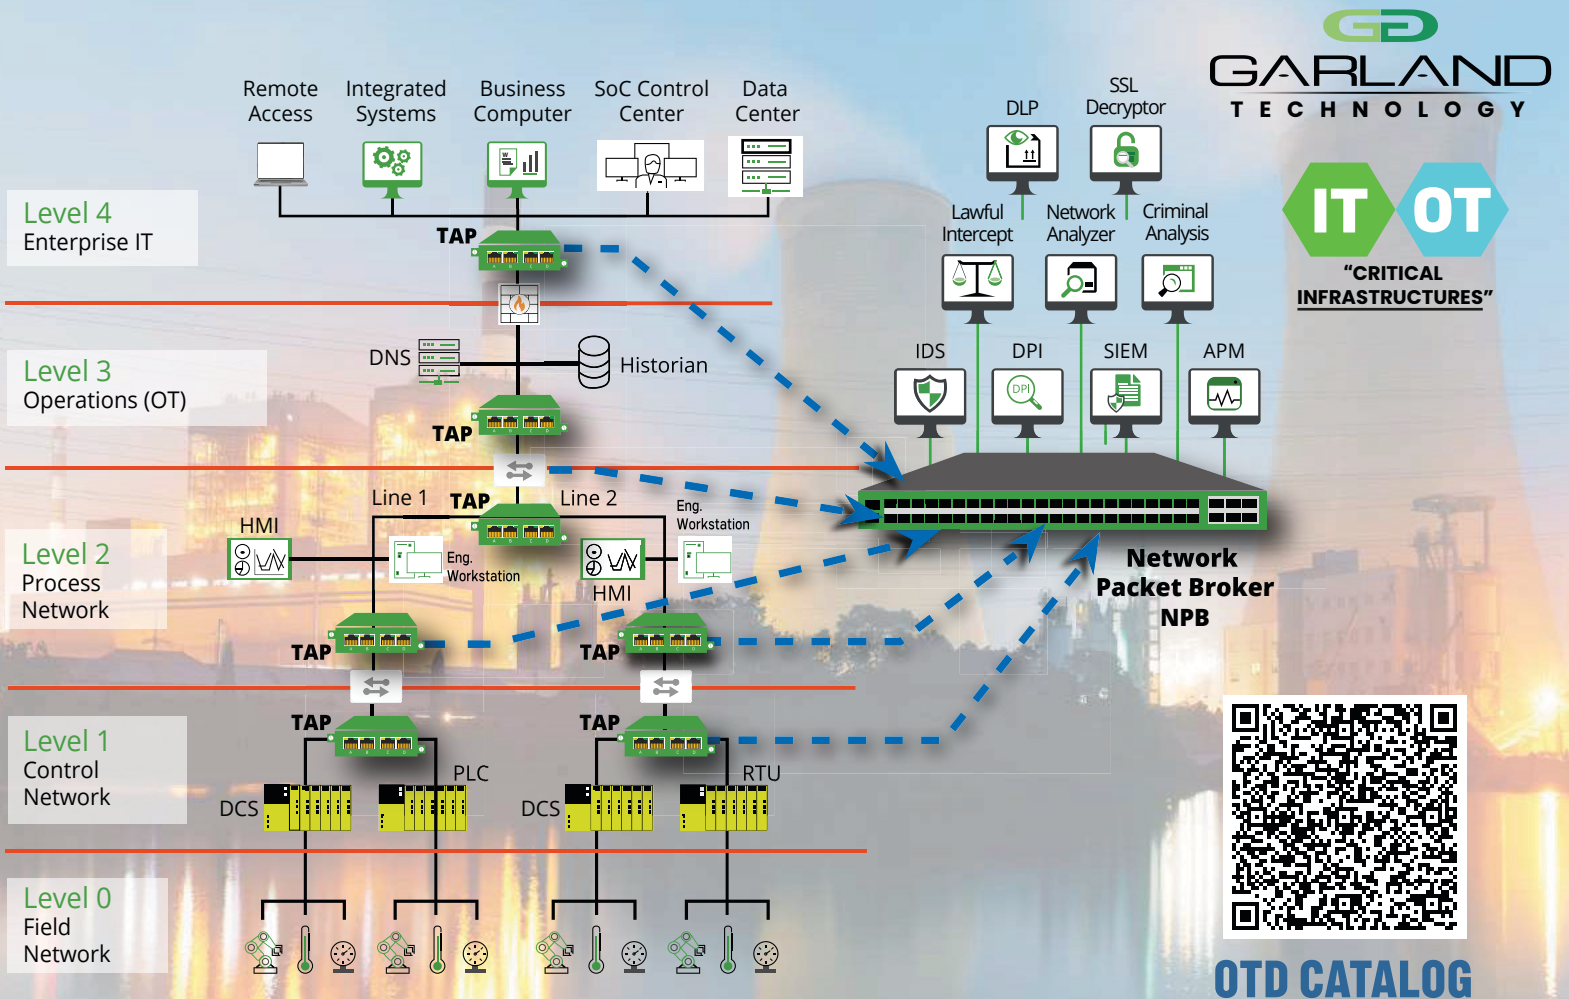 GARLAND
TECHNOLOGY
IT OT
“CRITICAL
INFRASTRUCTURES”
Remote
Access
Integrated
Systems
Business
Computer
SoC Control
Center
Data
Center
Level 4
Enterprise IT
TAP
Level 3
Operations (OT)
DNS
Historian
TAP
Line 1
TAP
Line 2
HMI
Eng.
Workstation
HMI
Eng.
Workstation
Level 2
Process
Network
TAP
TAP
Level 1
Control
Network
TAP
TAP
DCS
PLC
DCS
RTU
Level 0
Field
Network
DLP
SSL
Decryptor
Lawful
Intercept
Network
Analyzer
Criminal
Analysis
IDS
DPI
SIEM
APM
DPI
Network
Packet Broker
NPB
OTD CATALOG